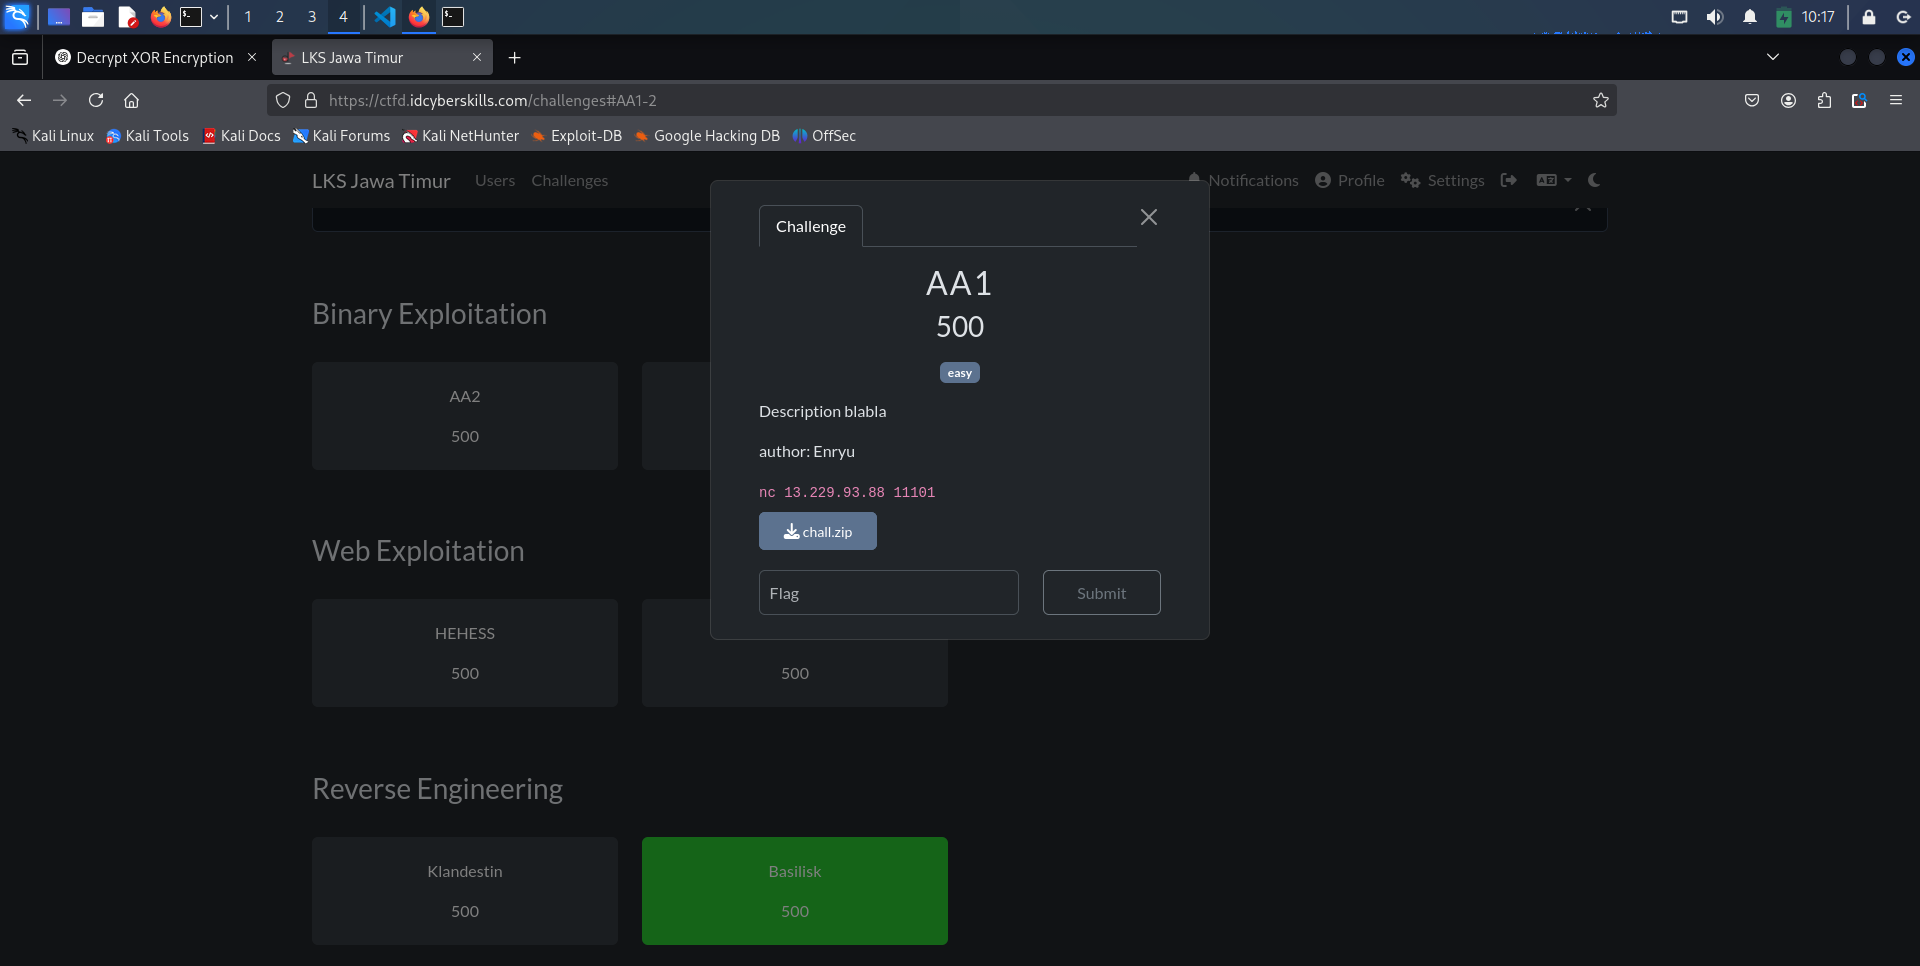 1 2 3 4 10:17
Decrypt XOR Encryption LKS Jawa Timur
https://ctfd.idcyberskills.com/challenges#AA1-2
Kali Linux Kali Tools Kali Docs Kali Forums Kali NetHunter Exploit-DB Google Hacking DB OffSec
LKS Jawa Timur Users Challenges Notifications Profile Settings
Challenge
AA1
500
easy
Description blabla
author: Enryu
nc 13.229.93.88 11101
chall.zip
Flag Submit
Binary Exploitation
AA2
500
Web Exploitation
HEHESS
500
500
Reverse Engineering
Klandestin
500
Basilisk
500